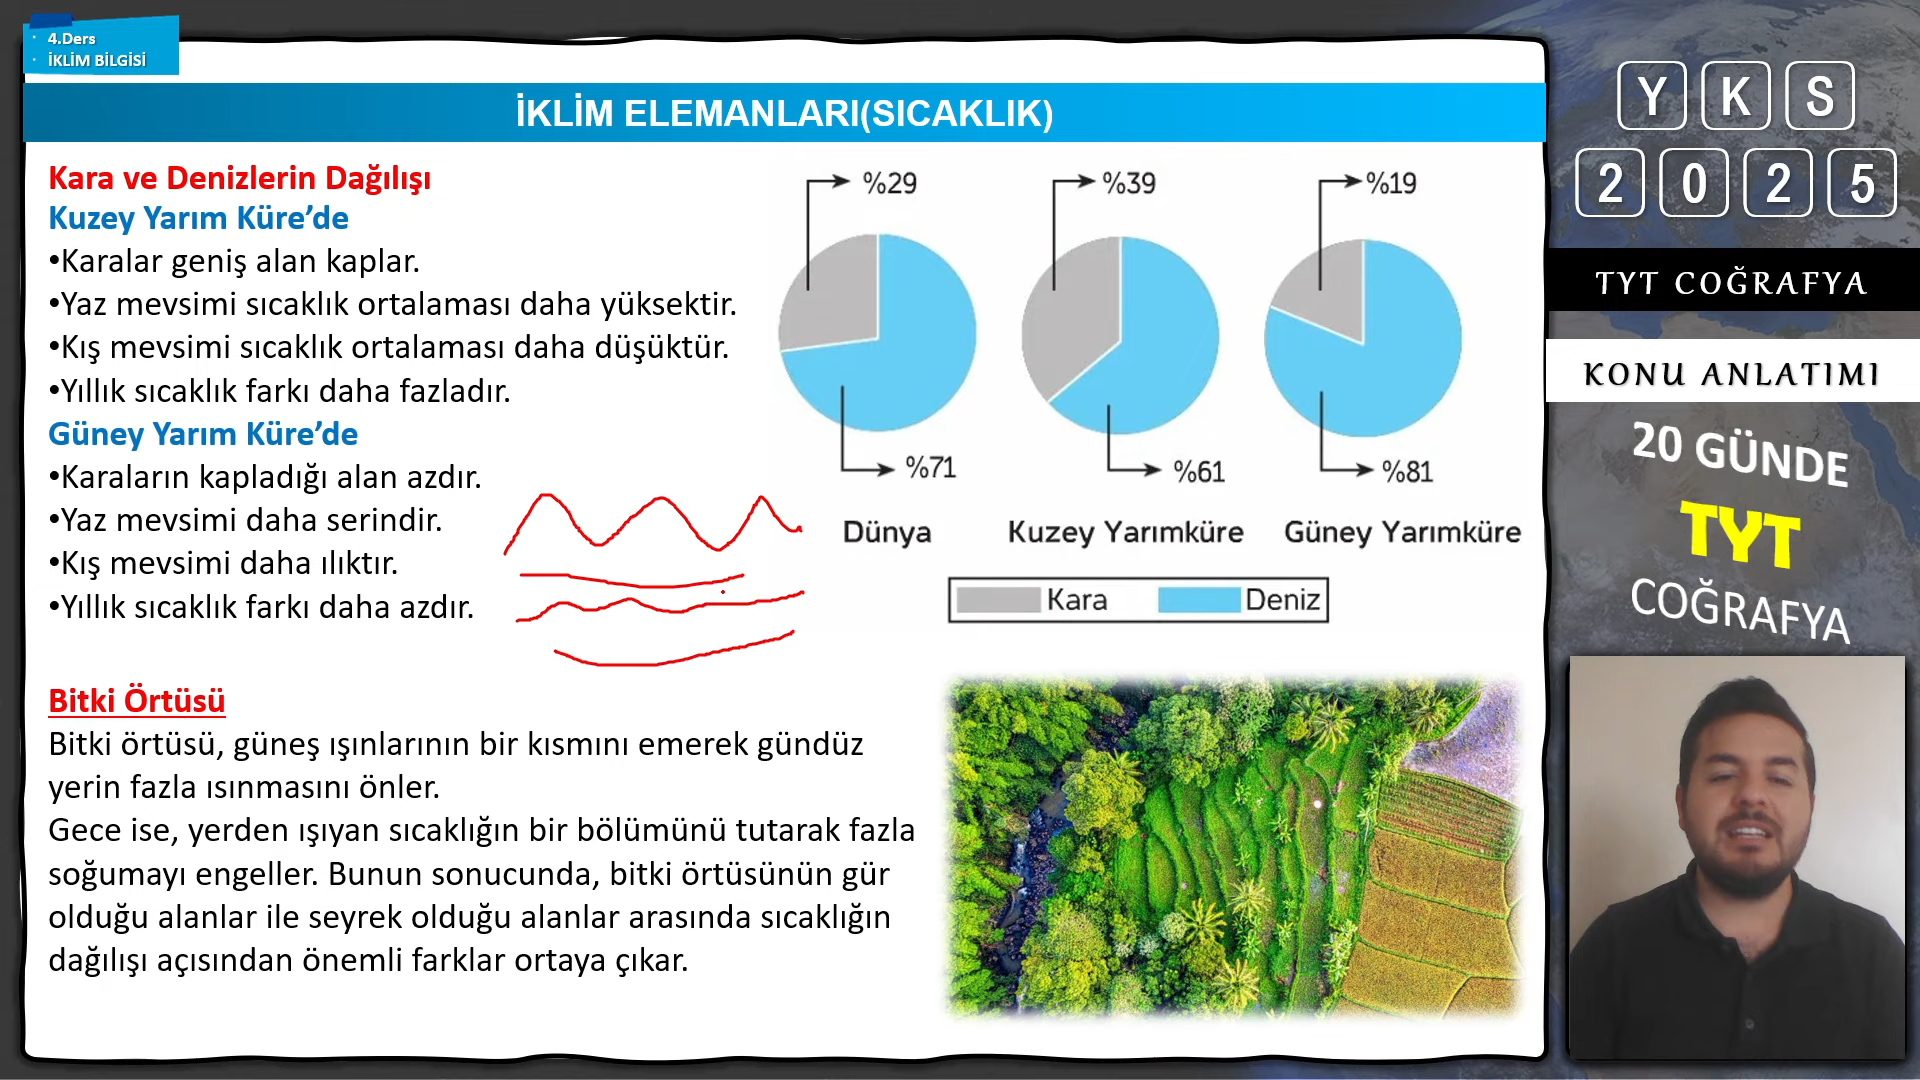 4.Ders
İKLİM BİLGİSİ
İKLİM ELEMANLARI(SICAKLIK)
Kara ve Denizlerin Dağılışı
Kuzey Yarım Küre’de
•Karalar geniş alan kaplar.
•Yaz mevsimi sıcaklık ortalaması daha yüksektir.
•Kış mevsimi sıcaklık ortalaması daha düşüktür.
•Yıllık sıcaklık farkı daha fazladır.
Güney Yarım Küre’de
•Karaların kapladığı alan azdır.
•Yaz mevsimi daha serindir.
•Kış mevsimi daha ılıktır.
•Yıllık sıcaklık farkı daha azdır.
%29
%39
%19
%71
%61
%81
Dünya
Kuzey Yarımküre
Güney Yarımküre
Kara
Deniz
Bitki Örtüsü
Bitki örtüsü, güneş ışınlarının bir kısmını emerek gündüz
yerin fazla ısınmasını önler.
Gece ise, yerden ışıyan sıcaklığın bir bölümünü tutarak fazla
soğumayı engeller. Bunun sonucunda, bitki örtüsünün gür
olduğu alanlar ile seyrek olduğu alanlar arasında sıcaklığın
dağılışı açısından önemli farklar ortaya çıkar.
YKS
2025
TYT COĞRAFYA
KONU ANLATIMI
20 GÜNDE
TYT
COĞRAFYA